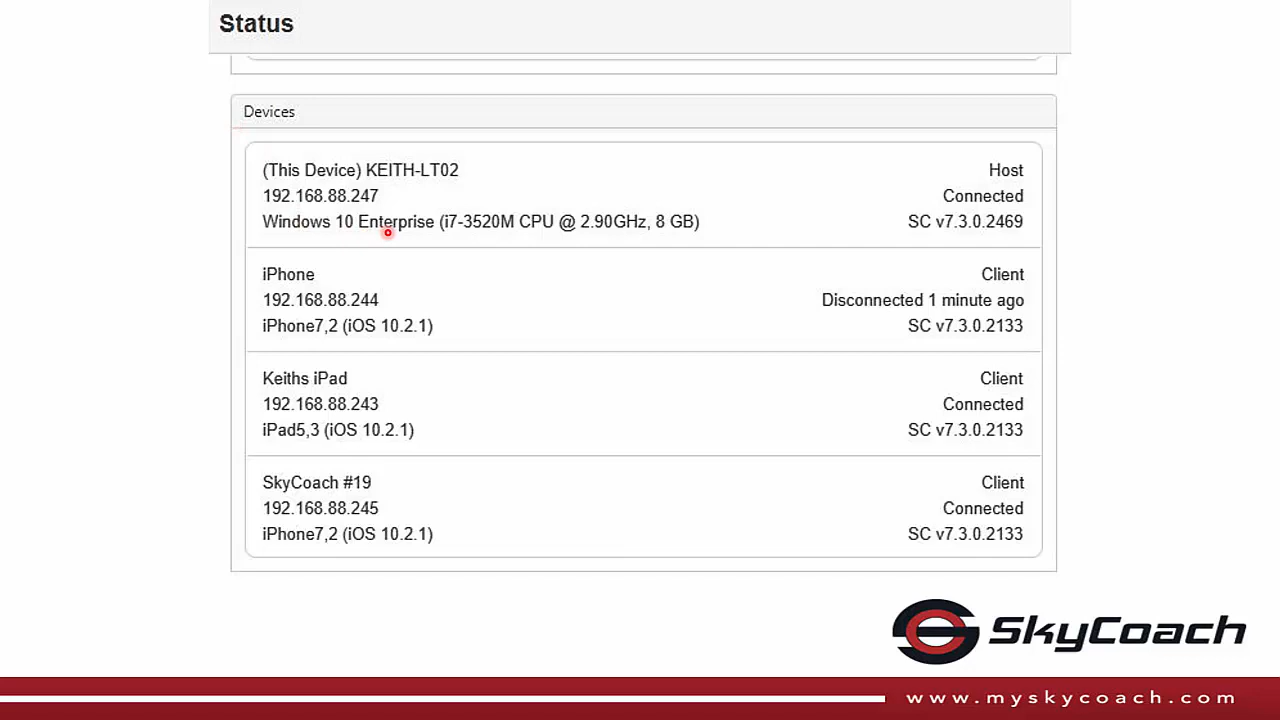 Status
Devices
(This Device) KEITH-LT02
Host
192.168.88.247
Connected
Windows 10 Enterprise (i7-3520M CPU @ 2.90GHz, 8 GB)
SC v7.3.0.2469
iPhone
Client
192.168.88.244
Disconnected 1 minute ago
iPhone7,2 (iOS 10.2.1)
SC v7.3.0.2133
Keiths iPad
Client
192.168.88.243
Connected
iPad5,3 (iOS 10.2.1)
SC v7.3.0.2133
SkyCoach #19
Client
192.168.88.245
Connected
iPhone7,2 (iOS 10.2.1)
SC v7.3.0.2133
SkyCoach
www.myskycoach.com